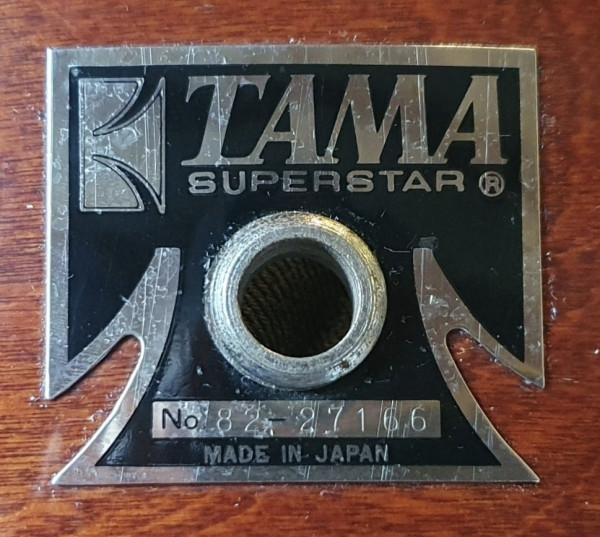 TAMA
SUPERSTAR ®
No 82-27166
MADE IN JAPAN